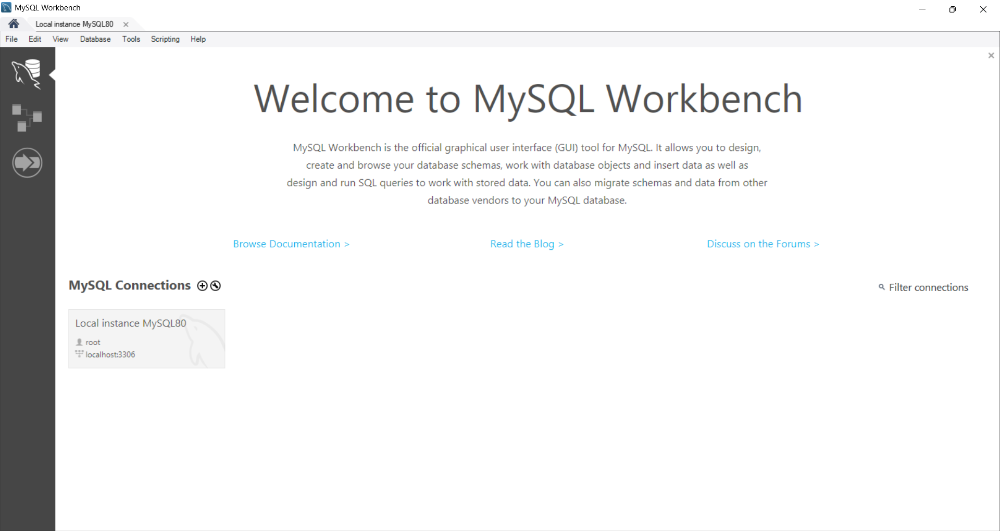 MySQL Workbench
Local instance MySQL80
File Edit View Database Tools Scripting Help
Welcome to MySQL Workbench
MySQL Workbench is the official graphical user interface (GUI) tool for MySQL. It allows you to design,
create and browse your database schemas, work with database objects and insert data as well as
design and run SQL queries to work with stored data. You can also migrate schemas and data from other
database vendors to your MySQL database.
Browse Documentation > Read the Blog > Discuss on the Forums >
MySQL Connections Filter connections
Local instance MySQL80
root
localhost:3306